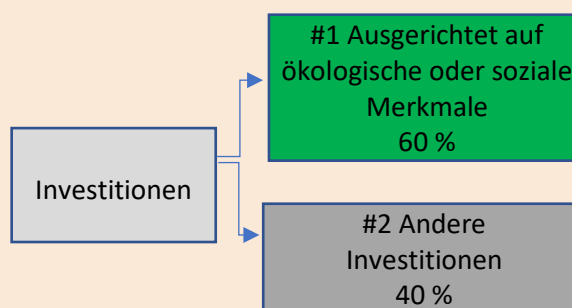 #1 Ausgerichtet auf
ökologische oder soziale
Merkmale
60 %
Investitionen
#2 Andere
Investitionen
40 %